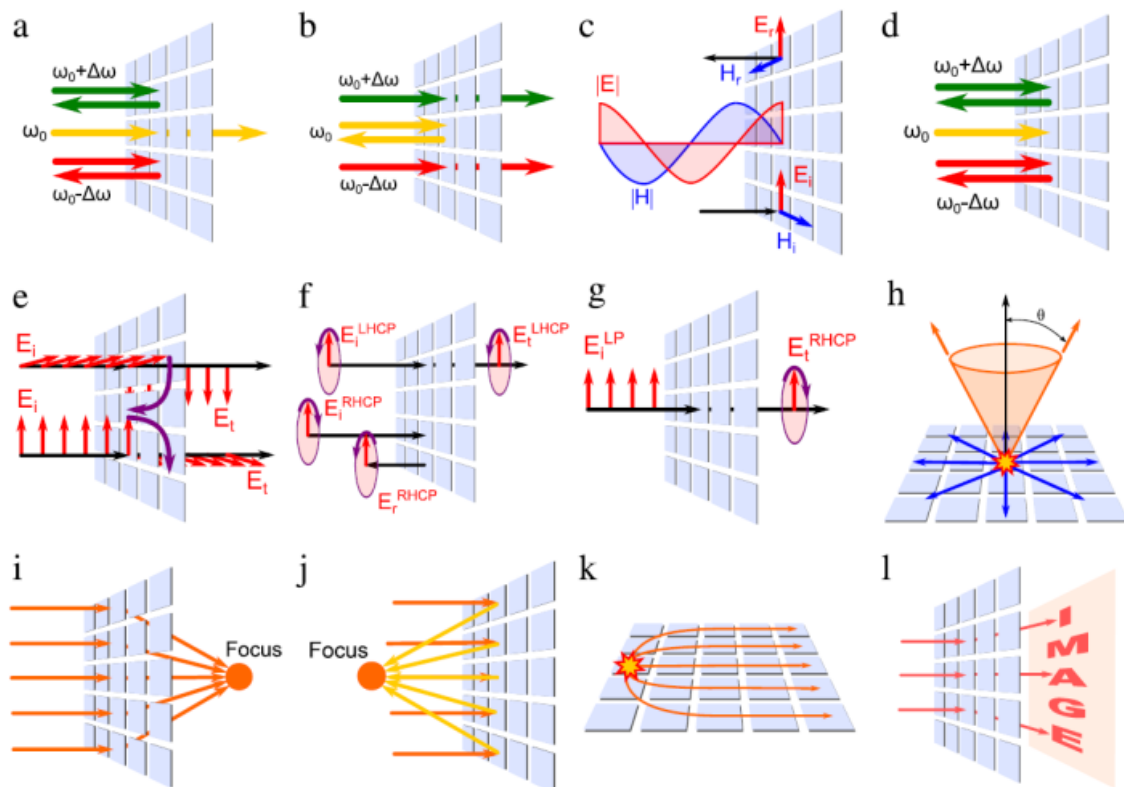 a
ω₀+Δω
ω₀
ω₀-Δω
b
ω₀+Δω
ω₀
ω₀-Δω
c
Eᵣ
Hᵣ
|E|
|H|
Eᵢ
Hᵢ
d
ω₀+Δω
ω₀
ω₀-Δω
e
Eᵢ
Eₜ
Eᵢ
Eₜ
f
Eᵢᴸᴴᶜᴾ
Eₜᴸᴴᶜᴾ
Eᵢᴿᴴᶜᴾ
Eᵣᴿᴴᶜᴾ
g
Eᵢᴸᴾ
Eₜᴿᴴᶜᴾ
h
θ
i
Focus
j
Focus
k
l
IMAGE